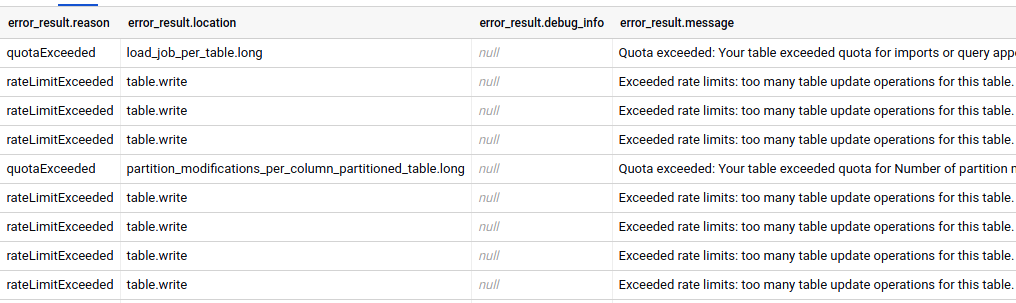 error_result.reason error_result.location error_result.debug_info error_result.message
quotaExceeded load_job_per_table.long null Quota exceeded: Your table exceeded quota for imports or query
rateLimitExceeded table.write null Exceeded rate limits: too many table update operations for this table.
rateLimitExceeded table.write null Exceeded rate limits: too many table update operations for this table.
rateLimitExceeded table.write null Exceeded rate limits: too many table update operations for this table.
quotaExceeded partition_modifications_per_column_partitioned_table.long null Quota exceeded: Your table exceeded quota for Number of partition
rateLimitExceeded table.write null Exceeded rate limits: too many table update operations for this table.
rateLimitExceeded table.write null Exceeded rate limits: too many table update operations for this table.
rateLimitExceeded table.write null Exceeded rate limits: too many table update operations for this table.
rateLimitExceeded table.write null Exceeded rate limits: too many table update operations for this table.